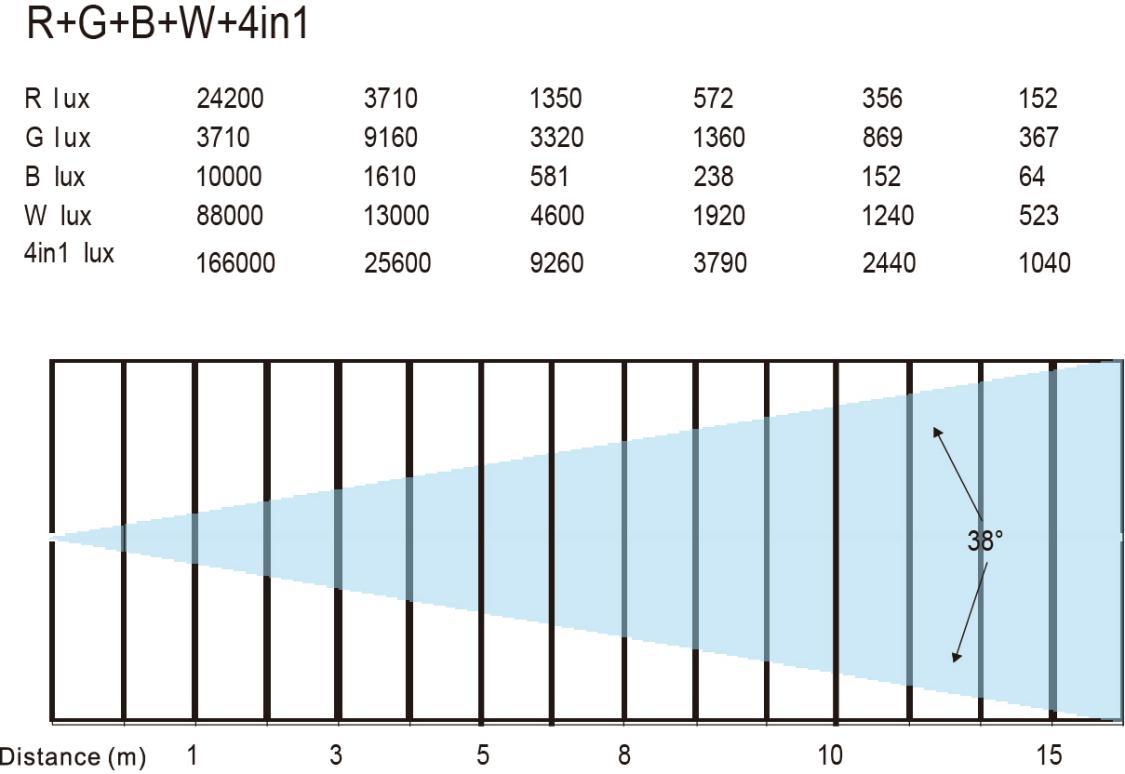 R+G+B+W+4in1
R lux 24200 3710 1350 572 356 152
G lux 3710 9160 3320 1360 869 367
B lux 10000 1610 581 238 152 64
W lux 88000 13000 4600 1920 1240 523
4in1 lux 166000 25600 9260 3790 2440 1040
38°
Distance (m) 1 3 5 8 10 15